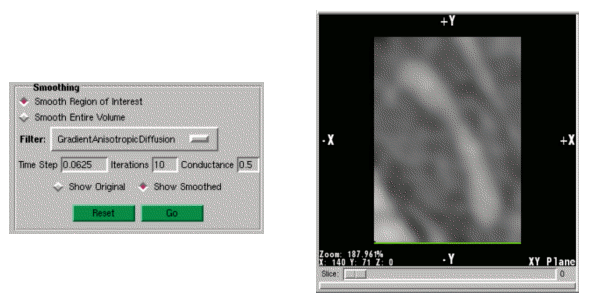 Smoothing
Smooth Region of Interest
Smooth Entire Volume
Filter: GradientAnisotropicDiffusion
Time Step 0.0625 Iterations 10 Conductance 0.5
Show Original Show Smoothed
Reset Go
+Y
-X +X
Zoom: 187.961%
X: 140 Y: 71 Z: 0 -Y XY Plane
Slice: 0